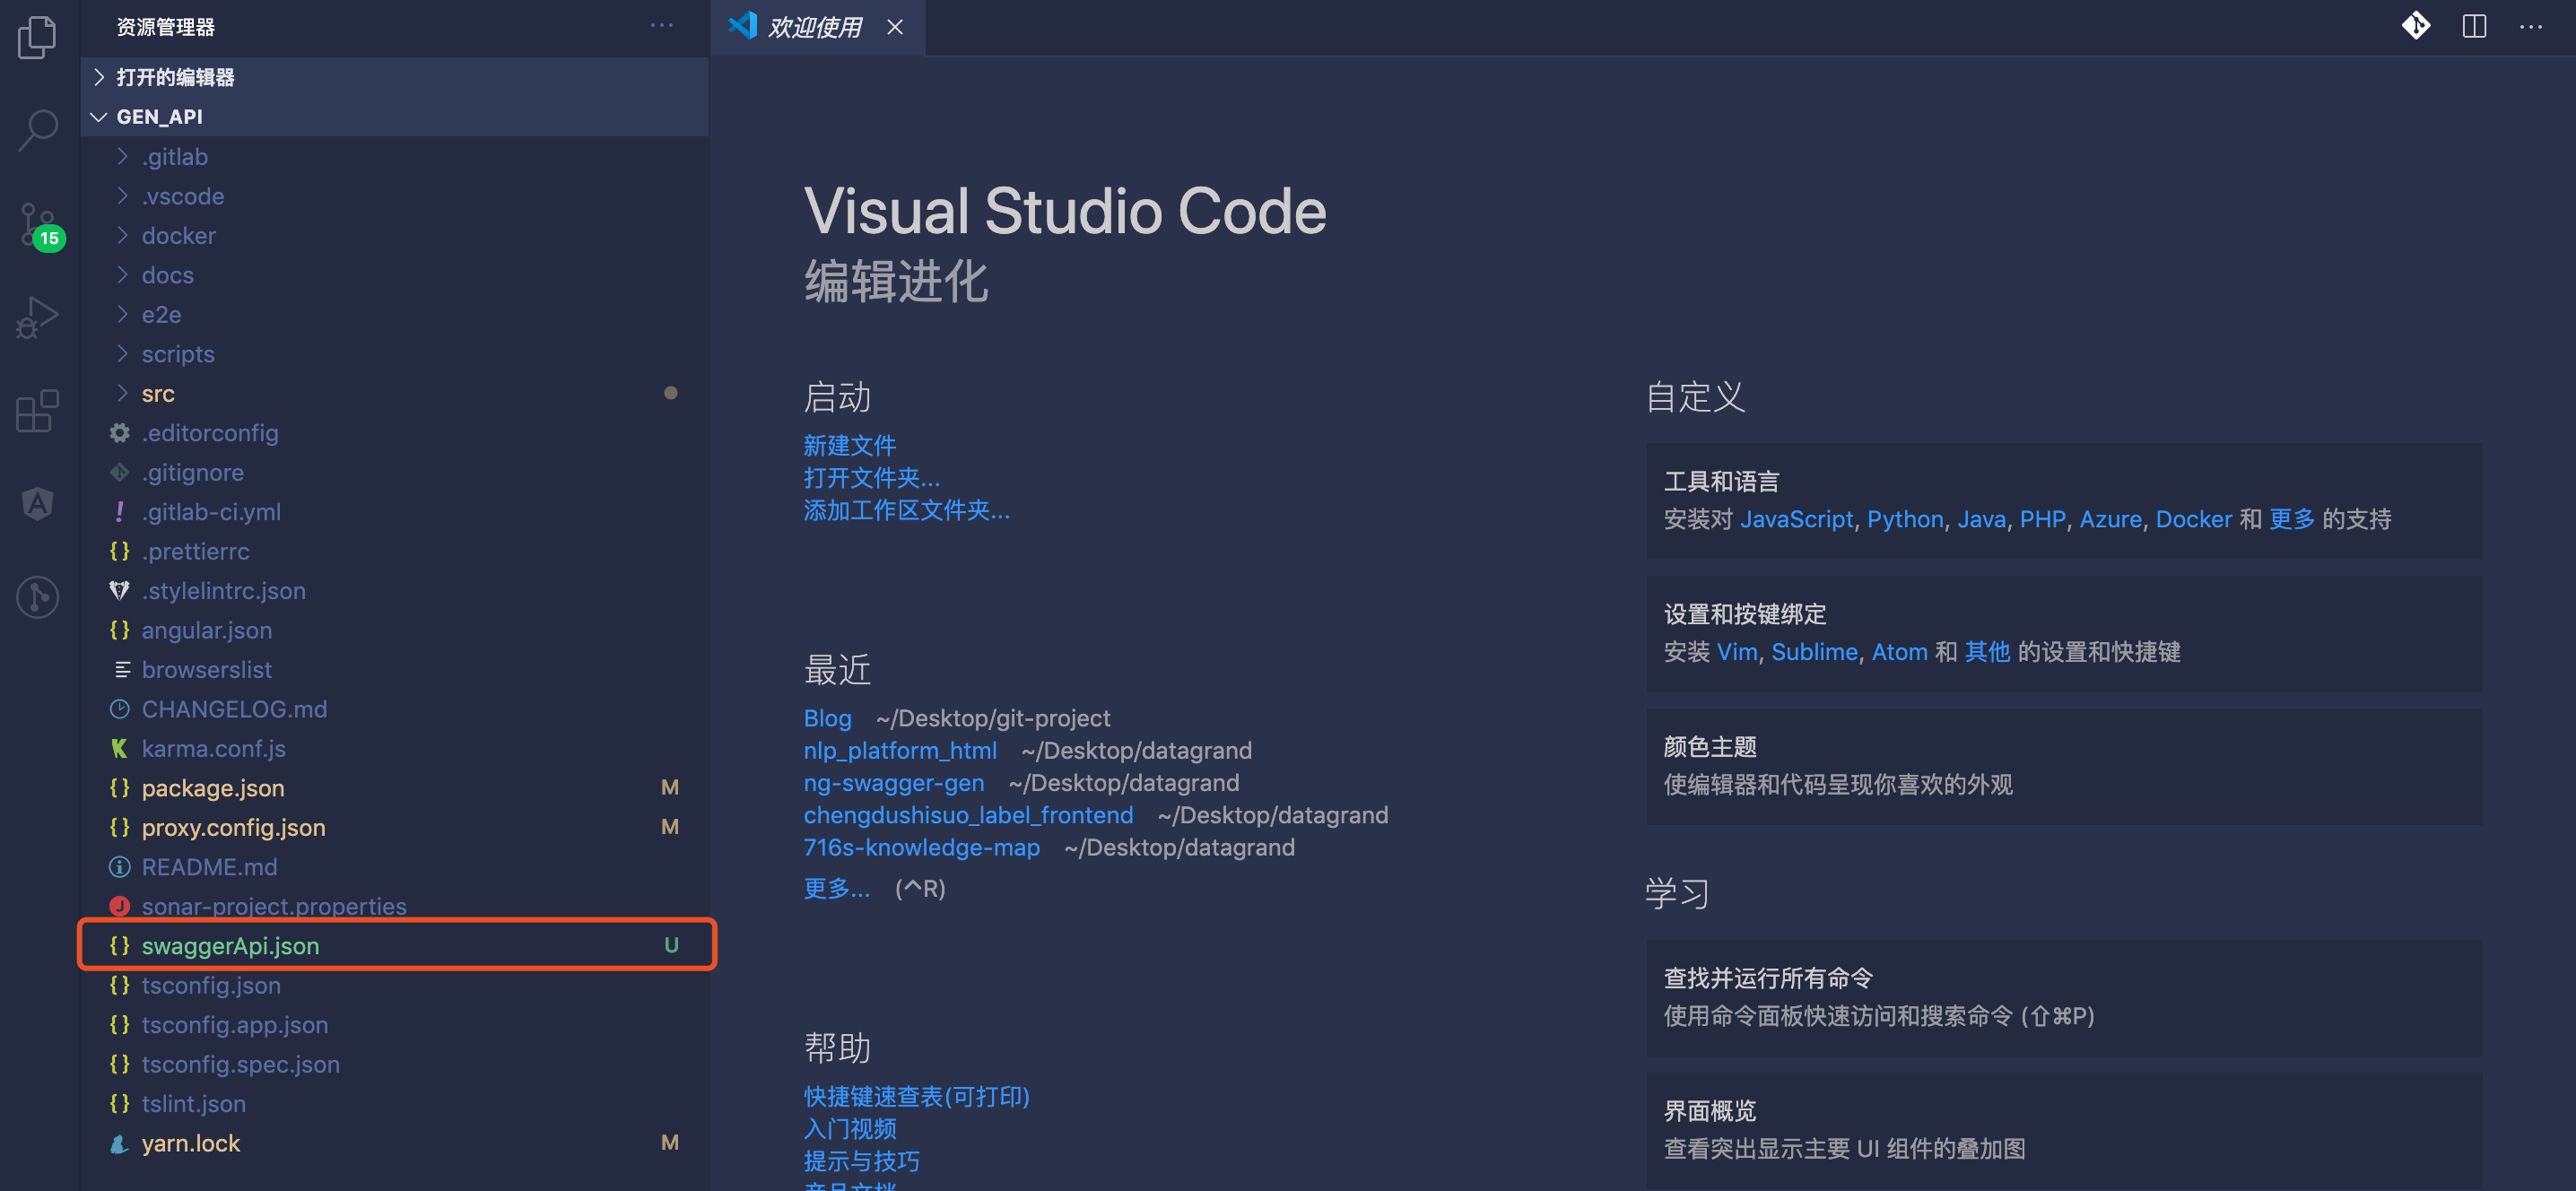 资源管理器
打开的编辑器
GEN_API
.gitlab
.vscode
15
docker
docs
e2e
scripts
src
.editorconfig
.gitignore
.gitlab-ci.yml
.prettierrc
.stylelintrc.json
angular.json
browserslist
CHANGELOG.md
karma.conf.js
package.json M
proxy.config.json M
README.md
sonar-project.properties
swaggerApi.json U
tsconfig.json
tsconfig.app.json
tsconfig.spec.json
tslint.json
yarn.lock M
欢迎使用
Visual Studio Code
编辑进化
启动
新建文件
打开文件夹...
添加工作区文件夹...
最近
Blog ~/Desktop/git-project
nlp_platform_html ~/Desktop/datagrand
ng-swagger-gen ~/Desktop/datagrand
chengdushisuo_label_frontend ~/Desktop/datagrand
716s-knowledge-map ~/Desktop/datagrand
更多... (^R)
帮助
快捷键速查表(可打印)
入门视频
提示与技巧
产品文档
自定义
工具和语言
安装对 JavaScript, Python, Java, PHP, Azure, Docker 和 更多 的支持
设置和按键绑定
安装 Vim, Sublime, Atom 和 其他 的设置和快捷键
颜色主题
使编辑器和代码呈现你喜欢的外观
学习
查找并运行所有命令
使用命令面板快速访问和搜索命令 (⇧⌘P)
界面概览
查看突出显示主要 UI 组件的叠加图